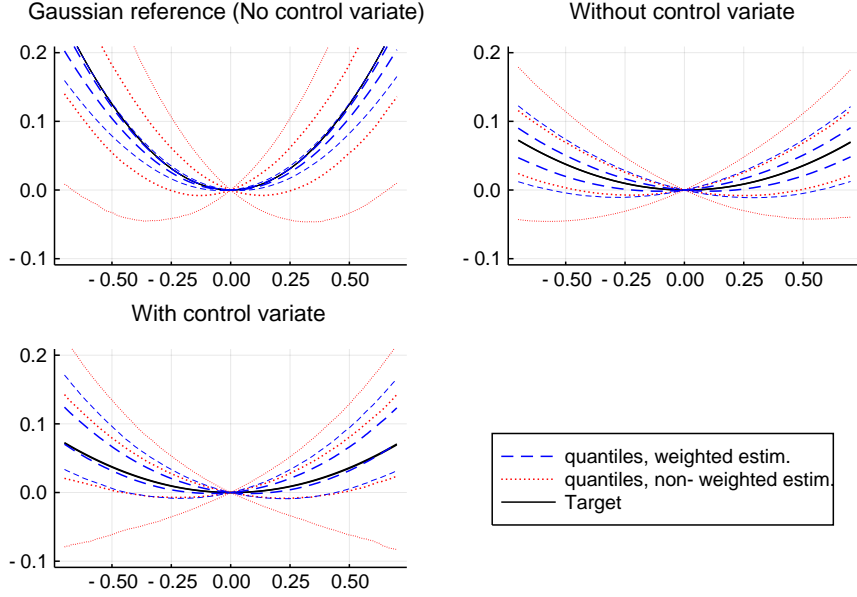 Gaussian reference (No control variate)
Without control variate
0.2
0.1
0.0
- 0.1
- 0.50 - 0.25 0.00 0.25 0.50
0.2
0.1
0.0
- 0.1
- 0.50 - 0.25 0.00 0.25 0.50
With control variate
0.2
0.1
0.0
- 0.1
- 0.50 - 0.25 0.00 0.25 0.50
quantiles, weighted estim.
quantiles, non- weighted estim.
Target